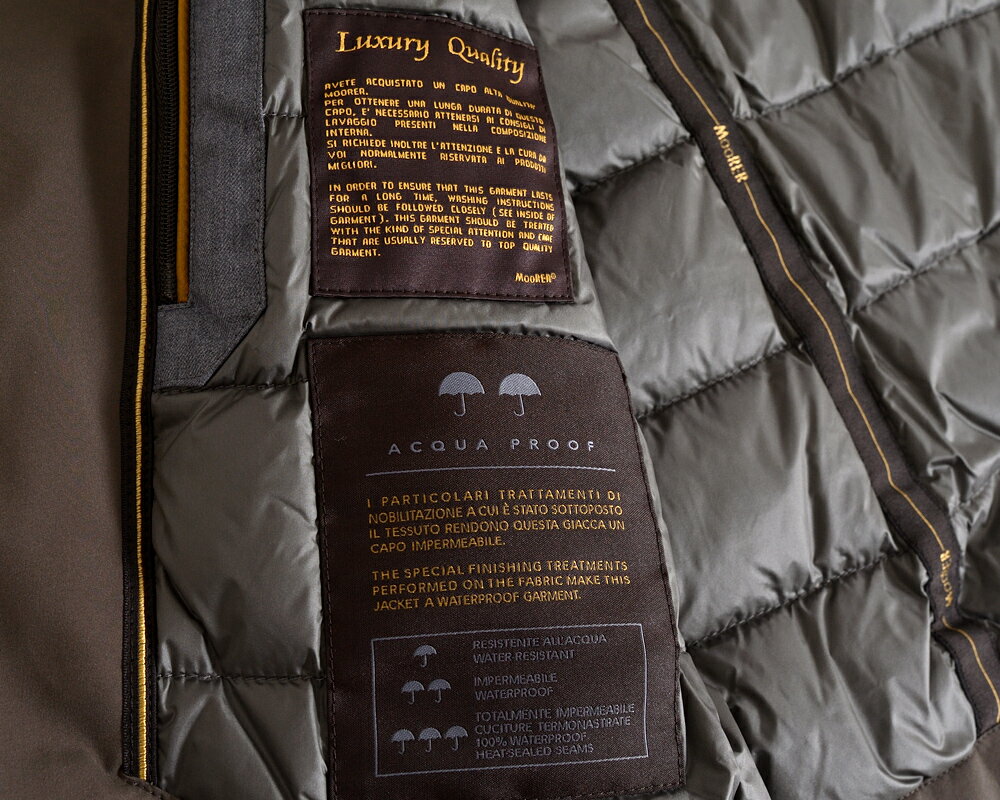 Luxury Quality
AVETE ACQUISTATO UN CAPO ALTA QUALITA'
MOORER.
PER OTTENERE UNA LUNGA DURATA DI QUESTO
CAPO, E' NECESSARIO ATTENERSI AI CONSIGLI DI
LAVAGGIO PRESENTI NELLA COMPOSIZIONE
INTERNA.
SI RICHIEDE INOLTRE L'ATTENZIONE E LA CURA DA
VOI NORMALMENTE RISERVATA AI PRODOTTI
MIGLIORI.
IN ORDER TO ENSURE THAT THIS GARMENT LASTS
FOR A LONG TIME, WASHING INSTRUCTIONS
SHOULD BE FOLLOWED CLOSELY (SEE INSIDE OF
GARMENT). THIS GARMENT SHOULD BE TREATED
WITH THE KIND OF SPECIAL ATTENTION AND CARE
THAT ARE USUALLY RESERVED TO TOP QUALITY
GARMENT.
MooRER®
MooRER
MooRER
ACQUA PROOF
I PARTICOLARI TRATTAMENTI DI
NOBILITAZIONE A CUI È STATO SOTTOPOSTO
IL TESSUTO RENDONO QUESTA GIACCA UN
CAPO IMPERMEABILE.
THE SPECIAL FINISHING TREATMENTS
PERFORMED ON THE FABRIC MAKE THIS
JACKET A WATERPROOF GARMENT.
RESISTENTE ALL'ACQUA
WATER-RESISTANT
IMPERMEABILE
WATERPROOF
TOTALMENTE IMPERMEABILE
CUCITURE TERMONASTRATE
100% WATERPROOF
HEAT-SEALED SEAMS